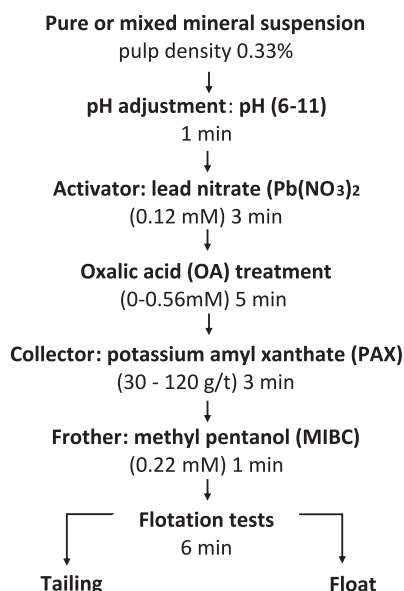 Pure or mixed mineral suspension
pulp density 0.33%
pH adjustment: pH (6-11)
1 min
Activator: lead nitrate (Pb(NO₃)₂
(0.12 mM) 3 min
Oxalic acid (OA) treatment
(0-0.56mM) 5 min
Collector: potassium amyl xanthate (PAX)
(30 - 120 g/t) 3 min
Frother: methyl pentanol (MIBC)
(0.22 mM) 1 min
Flotation tests
6 min
Tailing Float